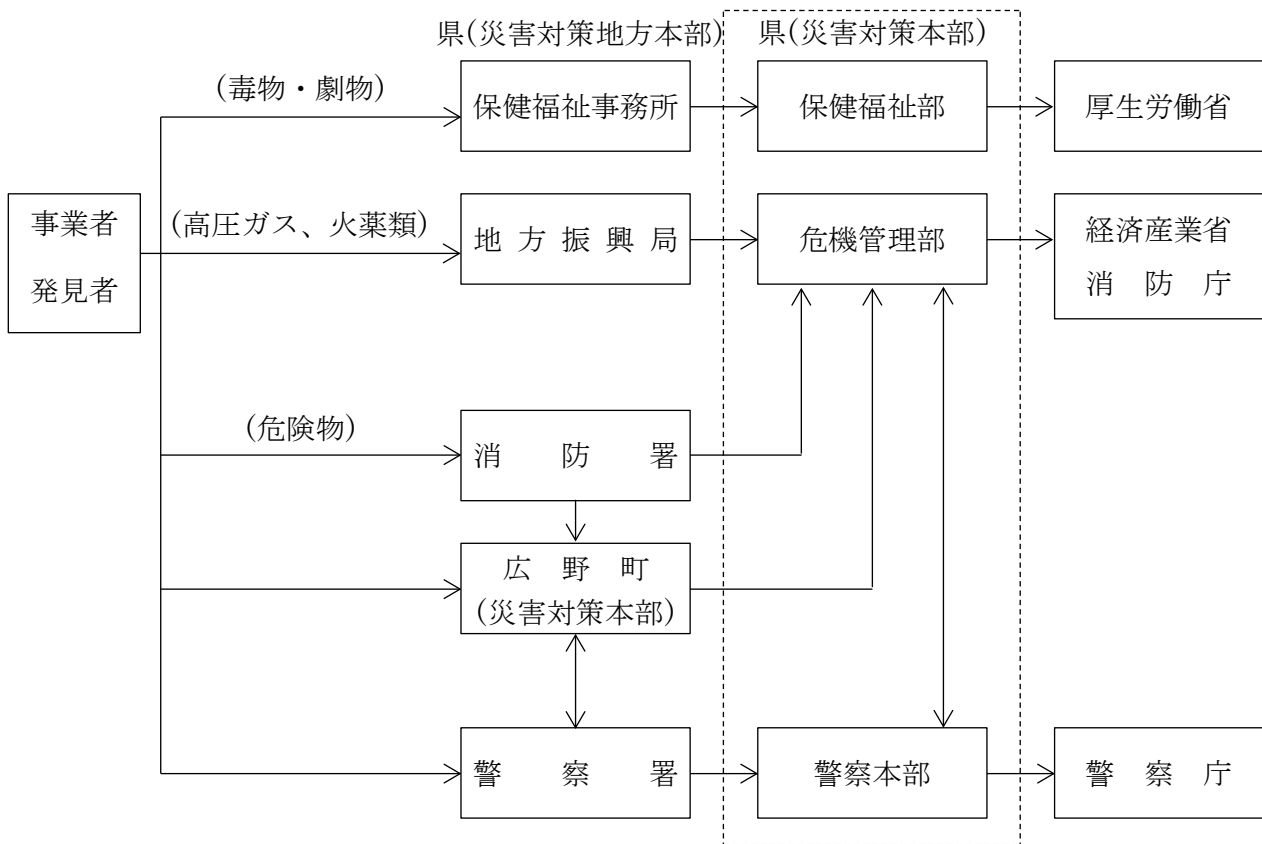 県(災害対策地方本部)
県(災害対策本部)
(毒物・劇物)
保健福祉事務所
保健福祉部
厚生労働省
事業者
発見者
(高圧ガス、火薬類)
地方振興局
危機管理部
経済産業省
消防庁
(危険物)
消防署
広野町
(災害対策本部)
警察署
警察本部
警察庁